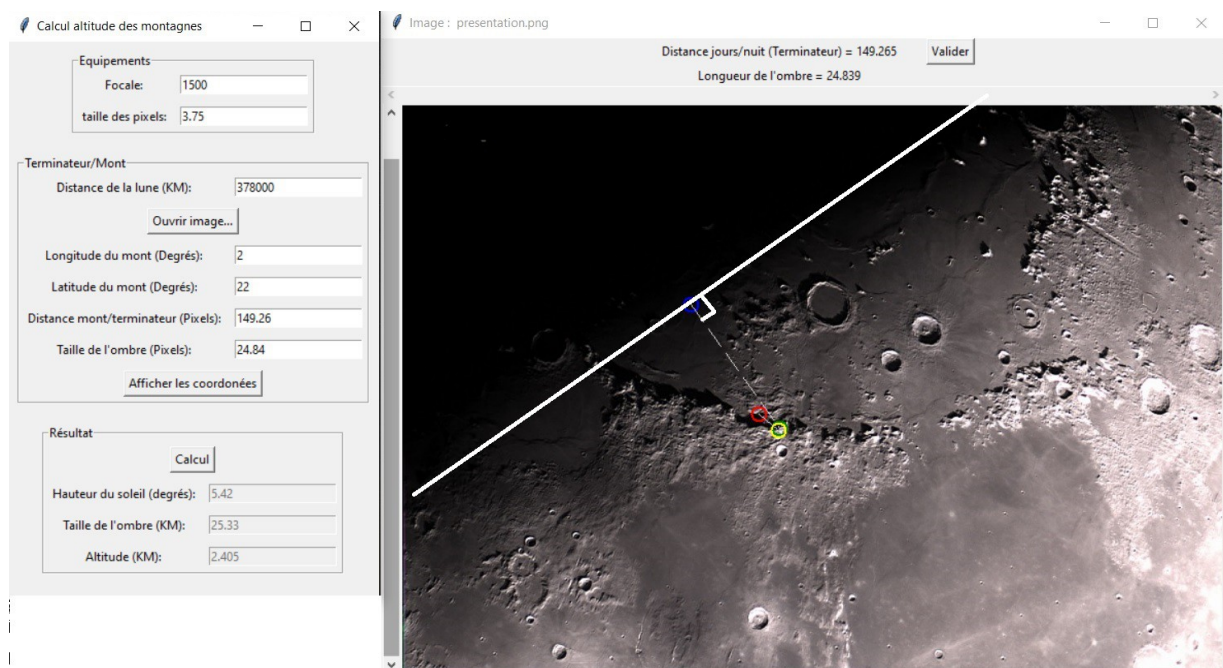 Calcul altitude des montagnes
Equipements
Focale: 1500
taille des pixels: 3.75
Terminateur/Mont
Distance de la lune (KM): 378000
Ouvrir image...
Longitude du mont (Degrés): 2
Latitude du mont (Degrés): 22
Distance mont/terminateur (Pixels): 149.26
Taille de l'ombre (Pixels): 24.84
Afficher les coordonées
Résultat
Calcul
Hauteur du soleil (degrés): 5.42
Taille de l'ombre (KM): 25.33
Altitude (KM): 2.405
Image : presentation.png
Distance jours/nuit (Terminateur) = 149.265 Valider
Longueur de l'ombre = 24.839